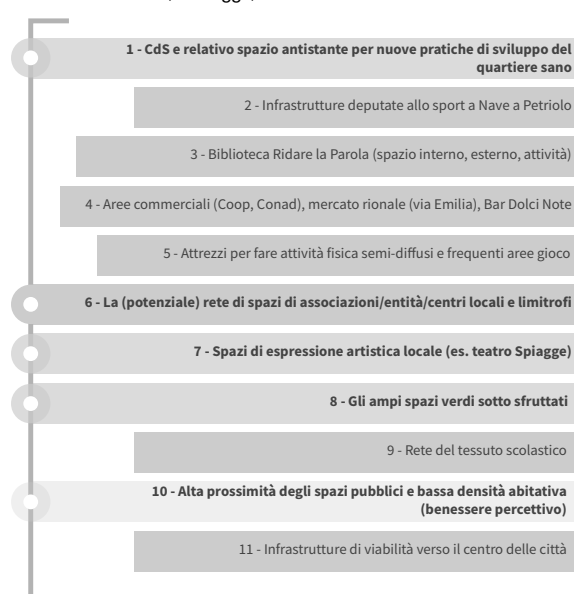 1 - CdS e relativo spazio antistante per nuove pratiche di sviluppo del
quartiere sano
2 - Infrastrutture deputate allo sport a Nave a Petriolo
3 - Biblioteca Ridare la Parola (spazio interno, esterno, attività)
4 - Aree commerciali (Coop, Conad), mercato rionale (via Emilia), Bar Dolci Note
5 - Attrezzi per fare attività fisica semi-diffusi e frequenti aree gioco
6 - La (potenziale) rete di spazi di associazioni/entità/centri locali e limitrofi
7 - Spazi di espressione artistica locale (es. teatro Spiagge)
8 - Gli ampi spazi verdi sotto sfruttati
9 - Rete del tessuto scolastico
10 - Alta prossimità degli spazi pubblici e bassa densità abitativa
(benessere percettivo)
11 - Infrastrutture di viabilità verso il centro delle città